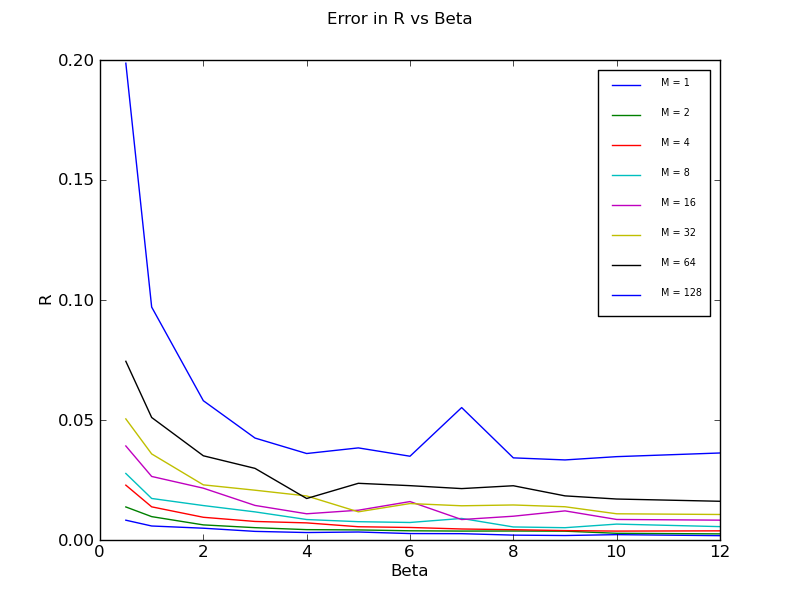 Error in R vs Beta
0.20
0.15
0.10
0.05
0.00
R
M = 1
M = 2
M = 4
M = 8
M = 16
M = 32
M = 64
M = 128
0 2 4 6 8 10 12
Beta